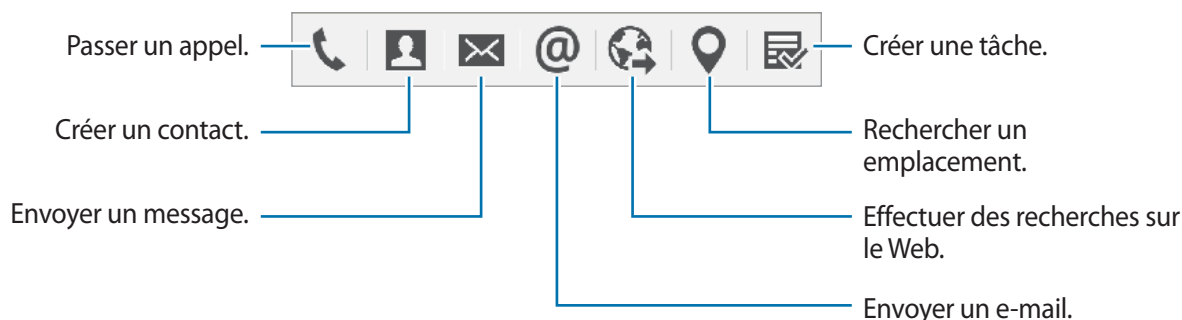 Passer un appel.
Créer un contact.
Envoyer un message.
@
Créer une tâche.
Rechercher un
emplacement.
Effectuer des recherches sur
le Web.
Envoyer un e-mail.